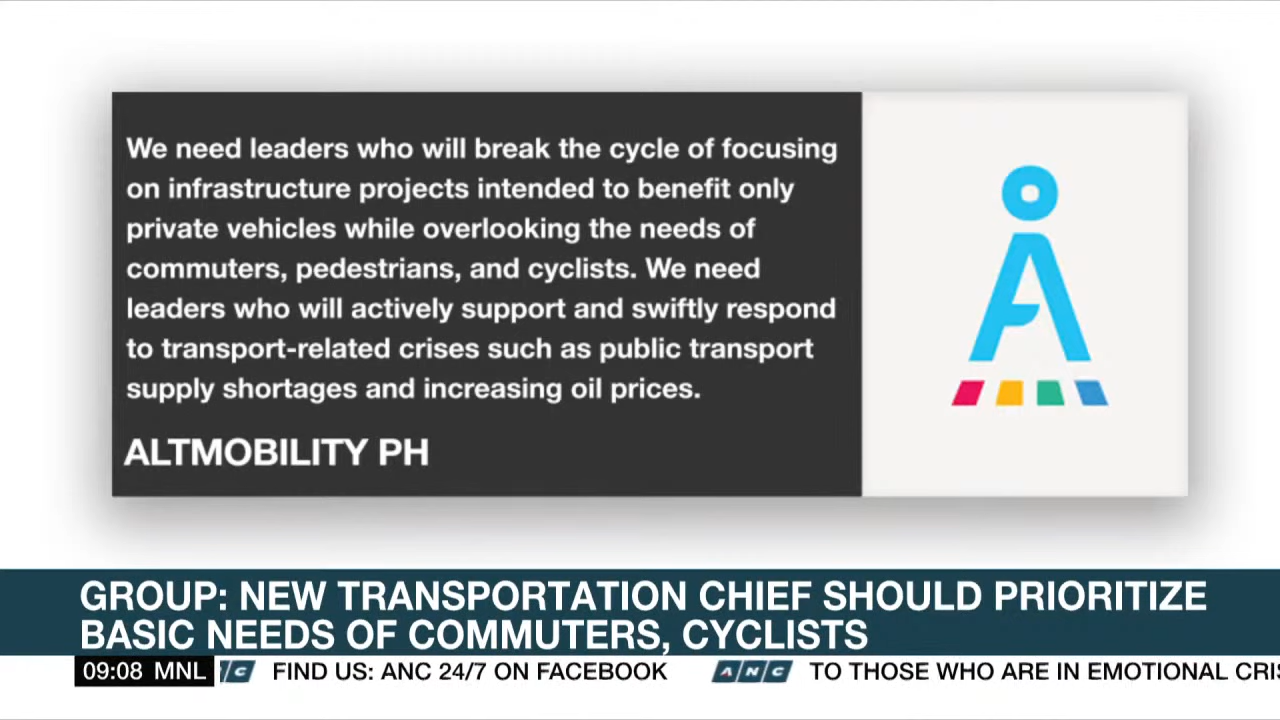 We need leaders who will break the cycle of focusing
on infrastructure projects intended to benefit only
private vehicles while overlooking the needs of
commuters, pedestrians, and cyclists. We need
leaders who will actively support and swiftly respond
to transport-related crises such as public transport
supply shortages and increasing oil prices.
ALTMOBILITY PH
GROUP: NEW TRANSPORTATION CHIEF SHOULD PRIORITIZE
BASIC NEEDS OF COMMUTERS, CYCLISTS
09:08 MNL C FIND US: ANC 24/7 ON FACEBOOK ANC TO THOSE WHO ARE IN EMOTIONAL CRIS